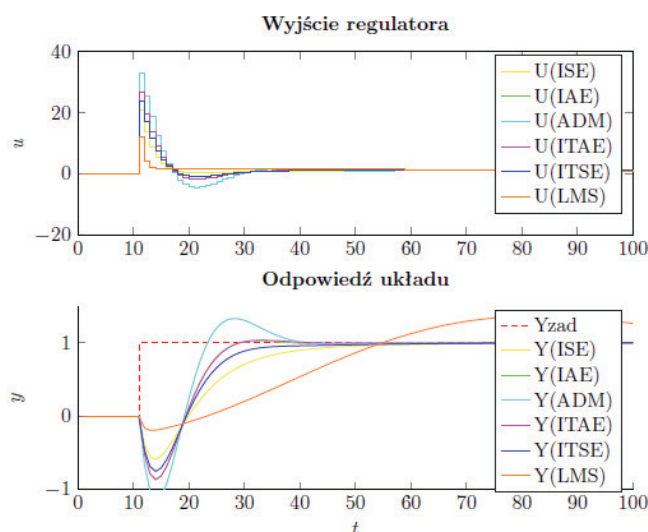 Wyjście regulatora
40
20
0
−20
u
U(ISE)
U(IAE)
U(ADM)
U(ITAE)
U(ITSE)
U(LMS)
0 10 20 30 40 50 60 70 80 90 100
Odpowiedź układu
1
0
−1
y
Yzad
Y(ISE)
Y(IAE)
Y(ADM)
Y(ITAE)
Y(ITSE)
Y(LMS)
0 10 20 30 40 50 60 70 80 90 100
t